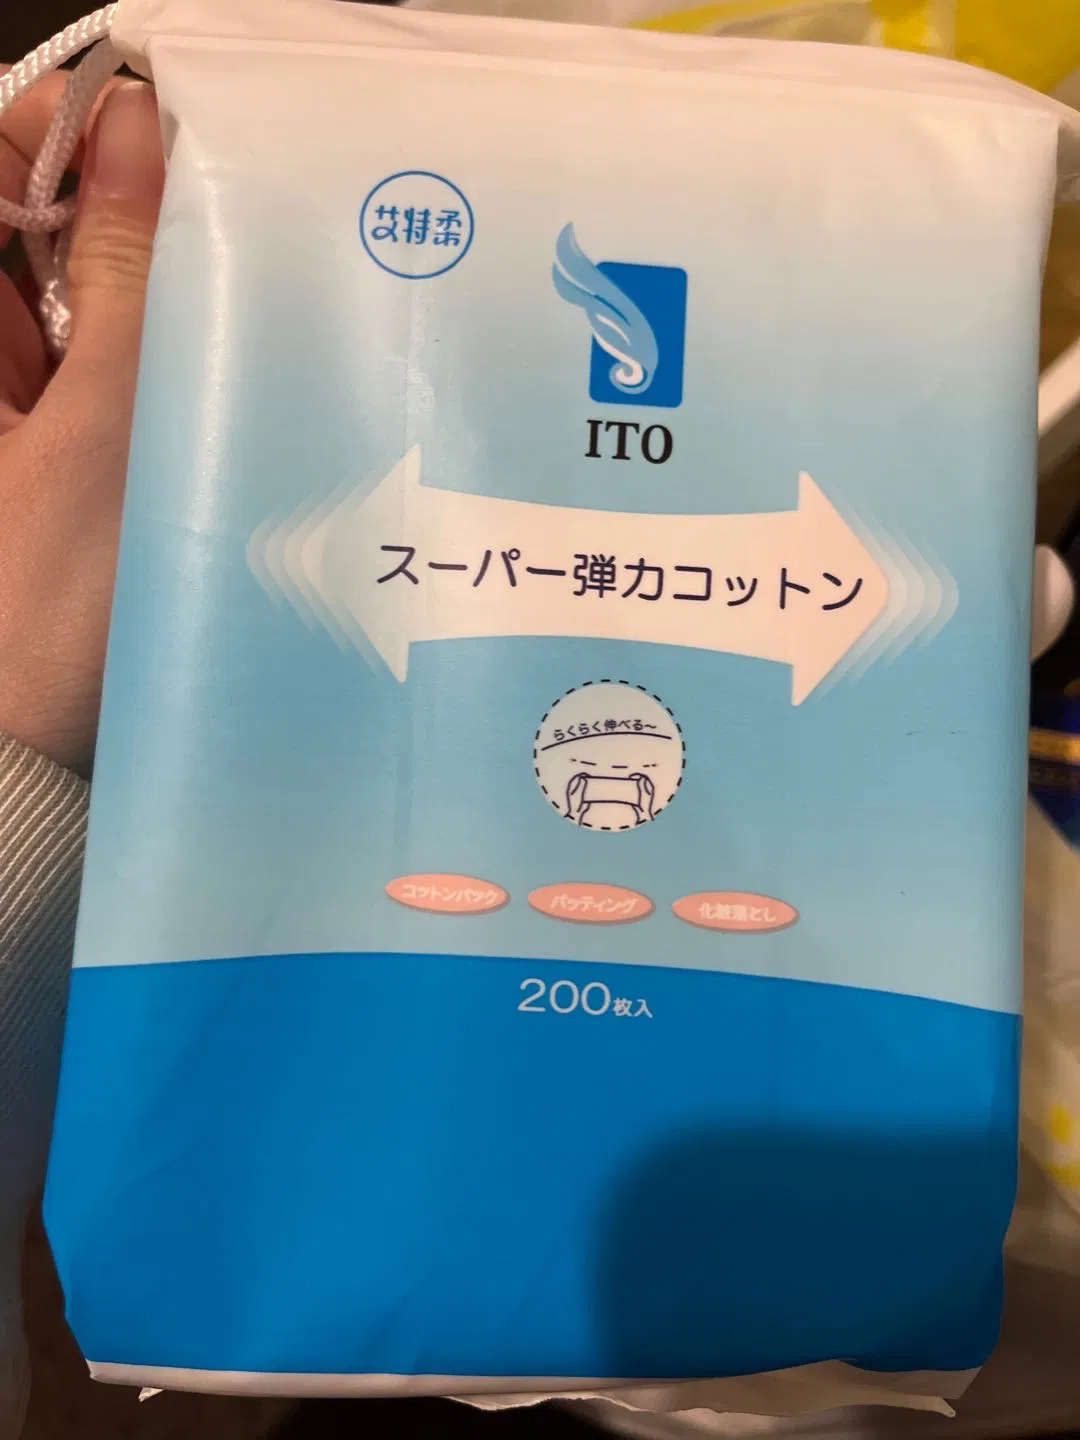 艾特柔
ITO
スーパー弾力コットン
らくらく伸べる〜
コットンパック
パッティング
化粧落とし
200枚入